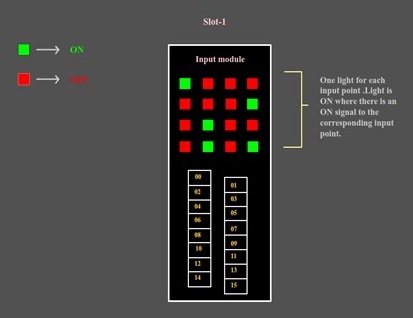 Slot-1
ON
OFF
Input module
One light for each
input point .Light is
ON where there is an
ON signal to the
corresponding input
point.
00
01
02
03
04
05
06
07
08
09
10
11
12
13
14
15